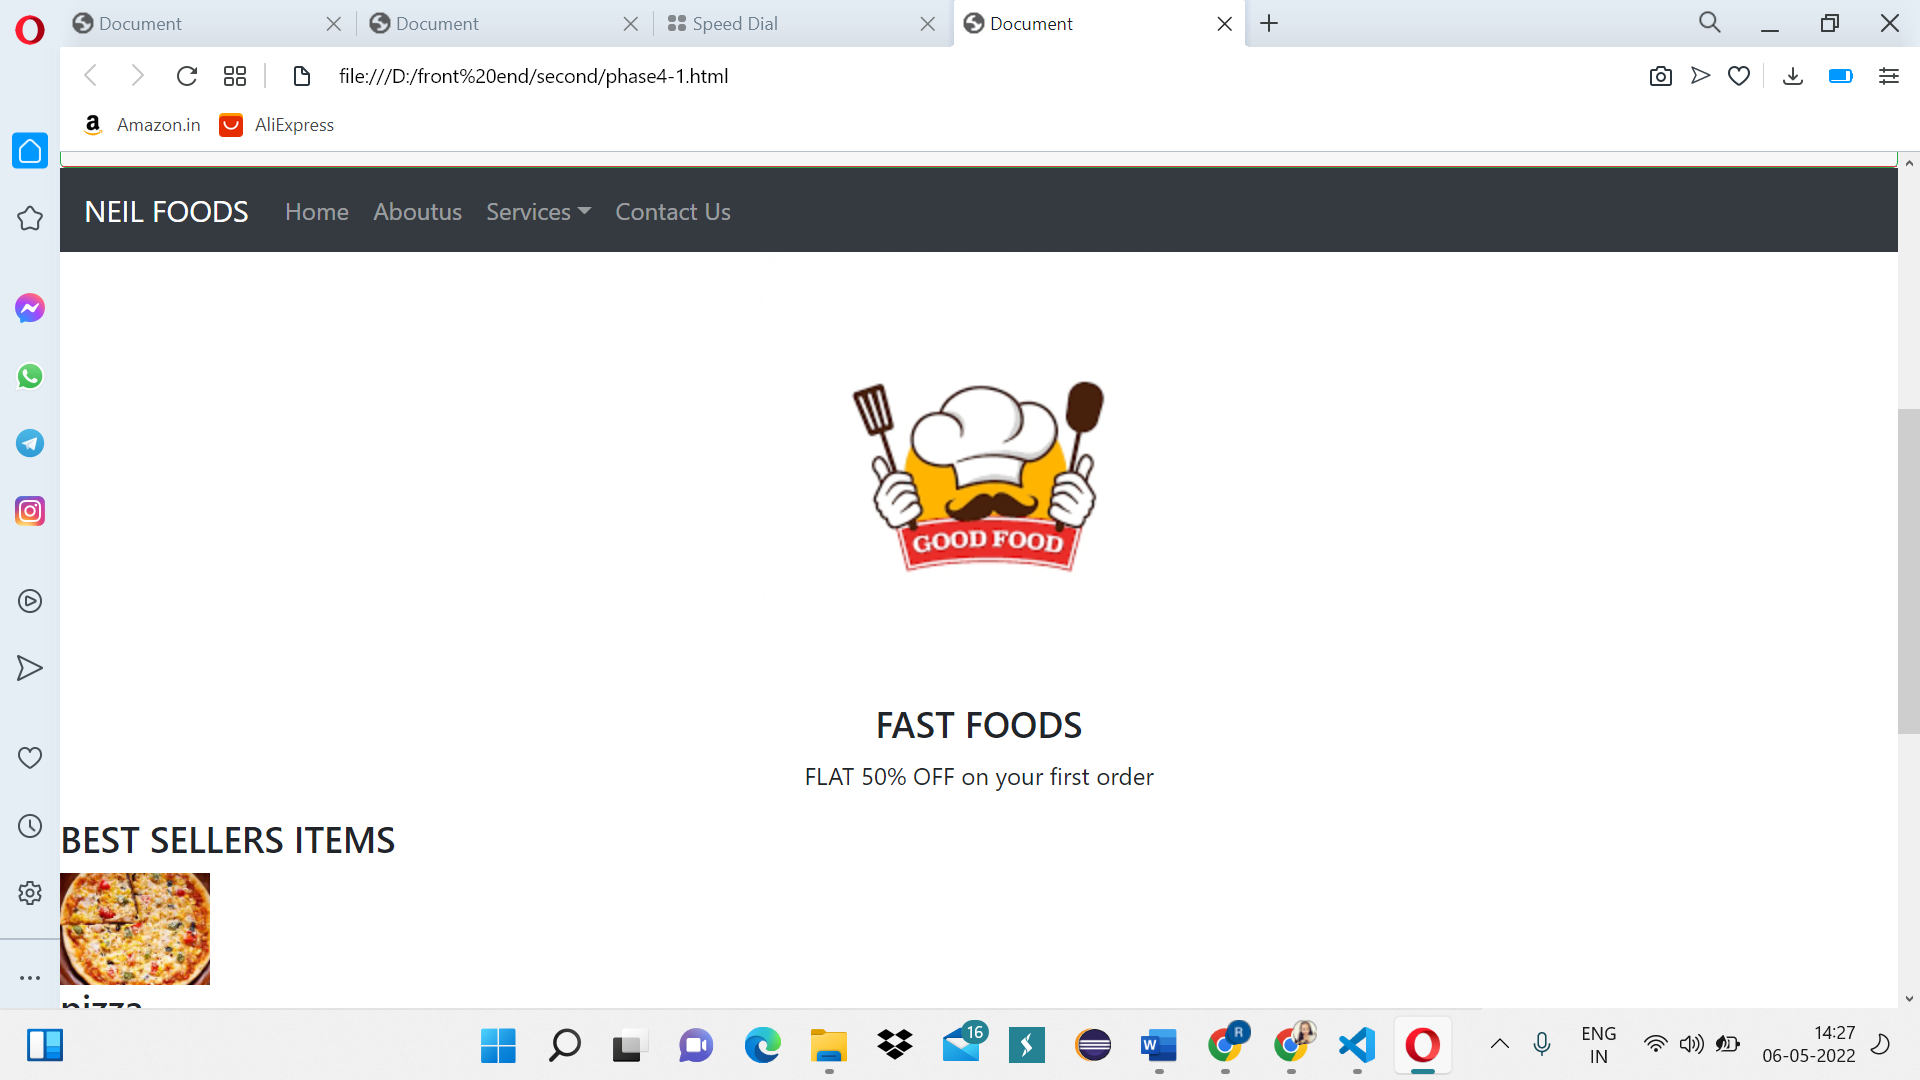 Document
Document
Speed Dial
Document
file:///D:/front%20end/second/phase4-1.html
Amazon.in
AliExpress
NEIL FOODS Home Aboutus Services Contact Us
GOOD FOOD
FAST FOODS
FLAT 50% OFF on your first order
BEST SELLERS ITEMS
pizza
16
W
R
ENG
IN
14:27
06-05-2022